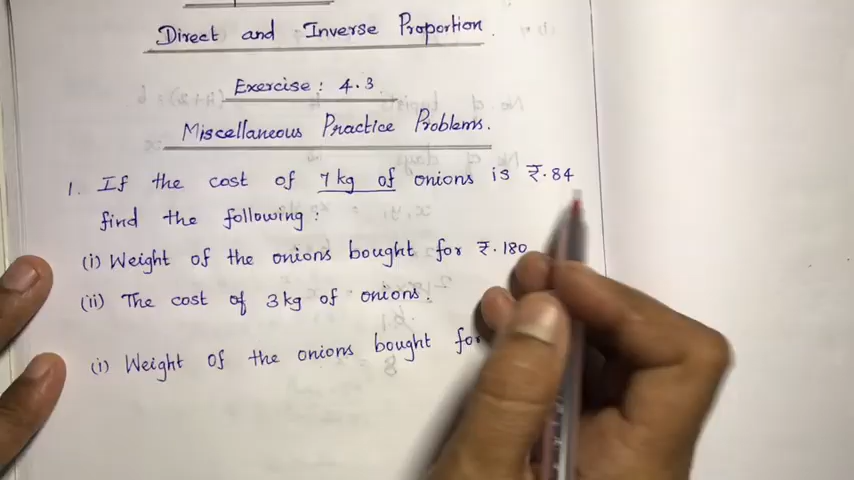 Direct and Inverse Proportion
Exercise: 4.3
Miscellaneous Practice Problems.
1. If the cost of 7 kg of onions is ₹.84
find the following:
(i) Weight of the onions bought for ₹.180
(ii) The cost of 3 kg of onions.
(i) Weight of the onions bought for